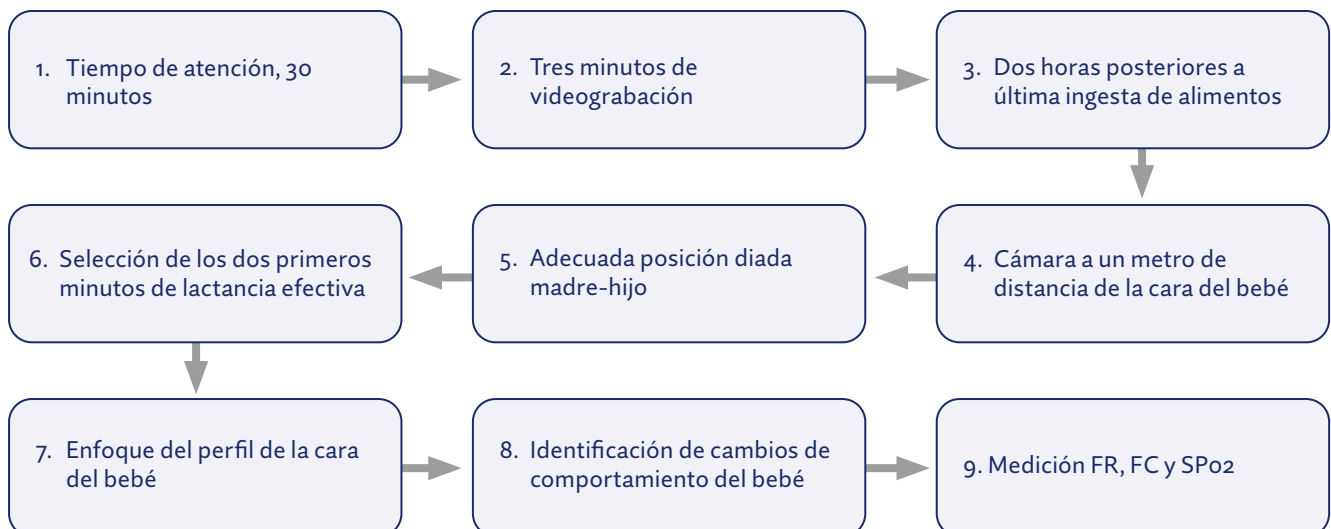 1. Tiempo de atención, 30
minutos
2. Tres minutos de
videograbación
3. Dos horas posteriores a
última ingesta de alimentos
4. Cámara a un metro de
distancia de la cara del bebé
5. Adecuada posición diada
madre-hijo
6. Selección de los dos primeros
minutos de lactancia efectiva
7. Enfoque del perfil de la cara
del bebé
8. Identificación de cambios de
comportamiento del bebé
9. Medición FR, FC y SPo2